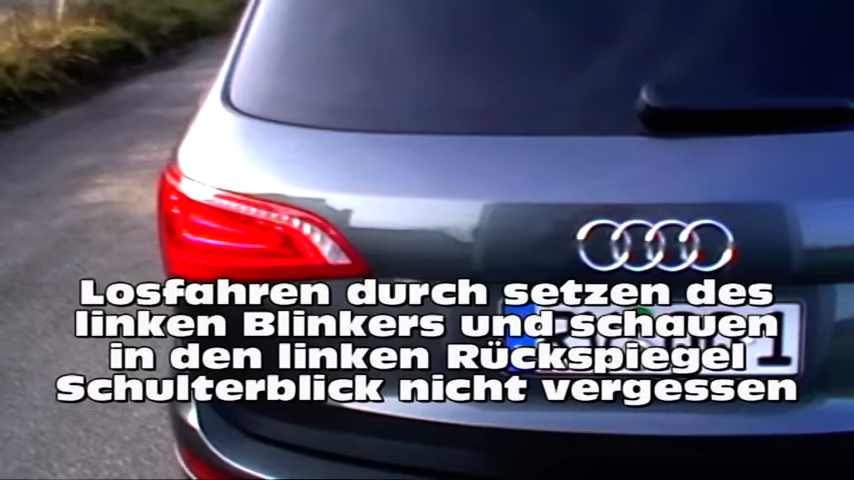 Losfahren durch setzen des
linken Blinkers und schauen
in den linken Rückspiegel
Schulterblick nicht vergessen